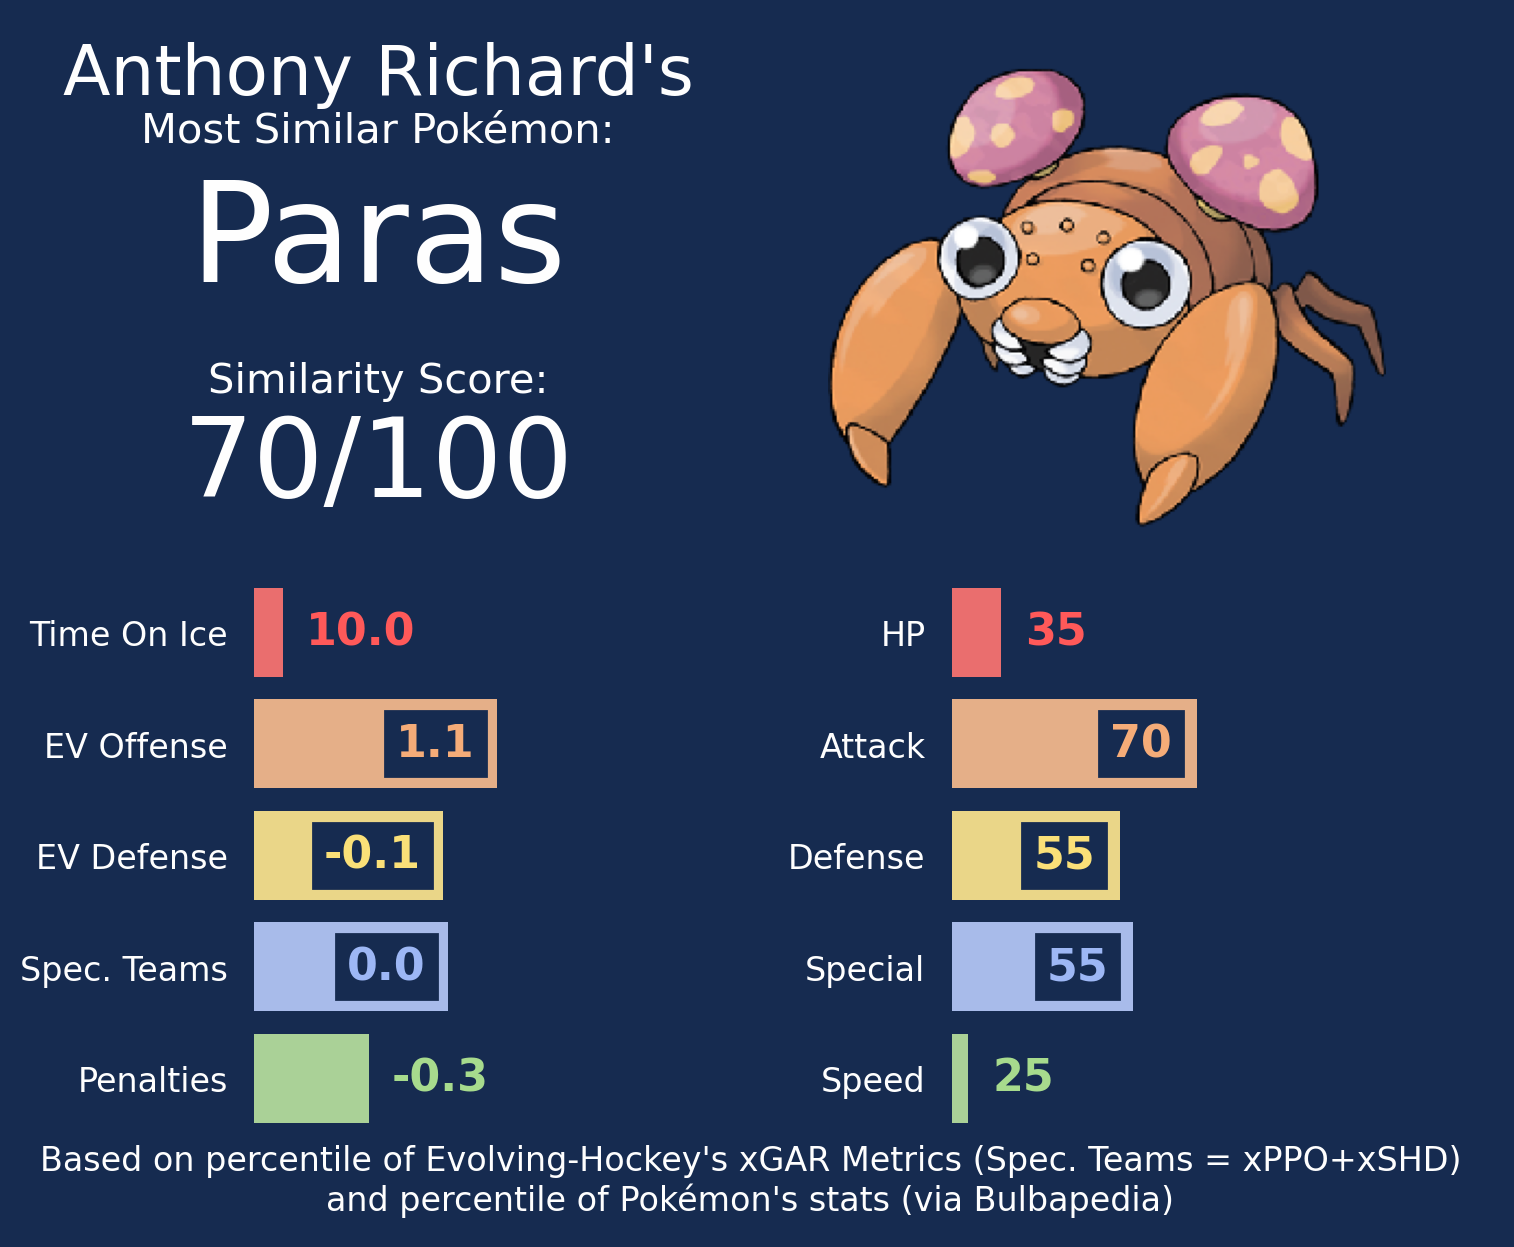 Anthony Richard's
Most Similar Pokémon:
Paras
Similarity Score:
70/100
Time On Ice 10.0
EV Offense 1.1
EV Defense -0.1
Spec. Teams 0.0
Penalties -0.3
HP 35
Attack 70
Defense 55
Special 55
Speed 25
Based on percentile of Evolving-Hockey's xGAR Metrics (Spec. Teams = xPPO+xSHD)
and percentile of Pokémon's stats (via Bulbapedia)